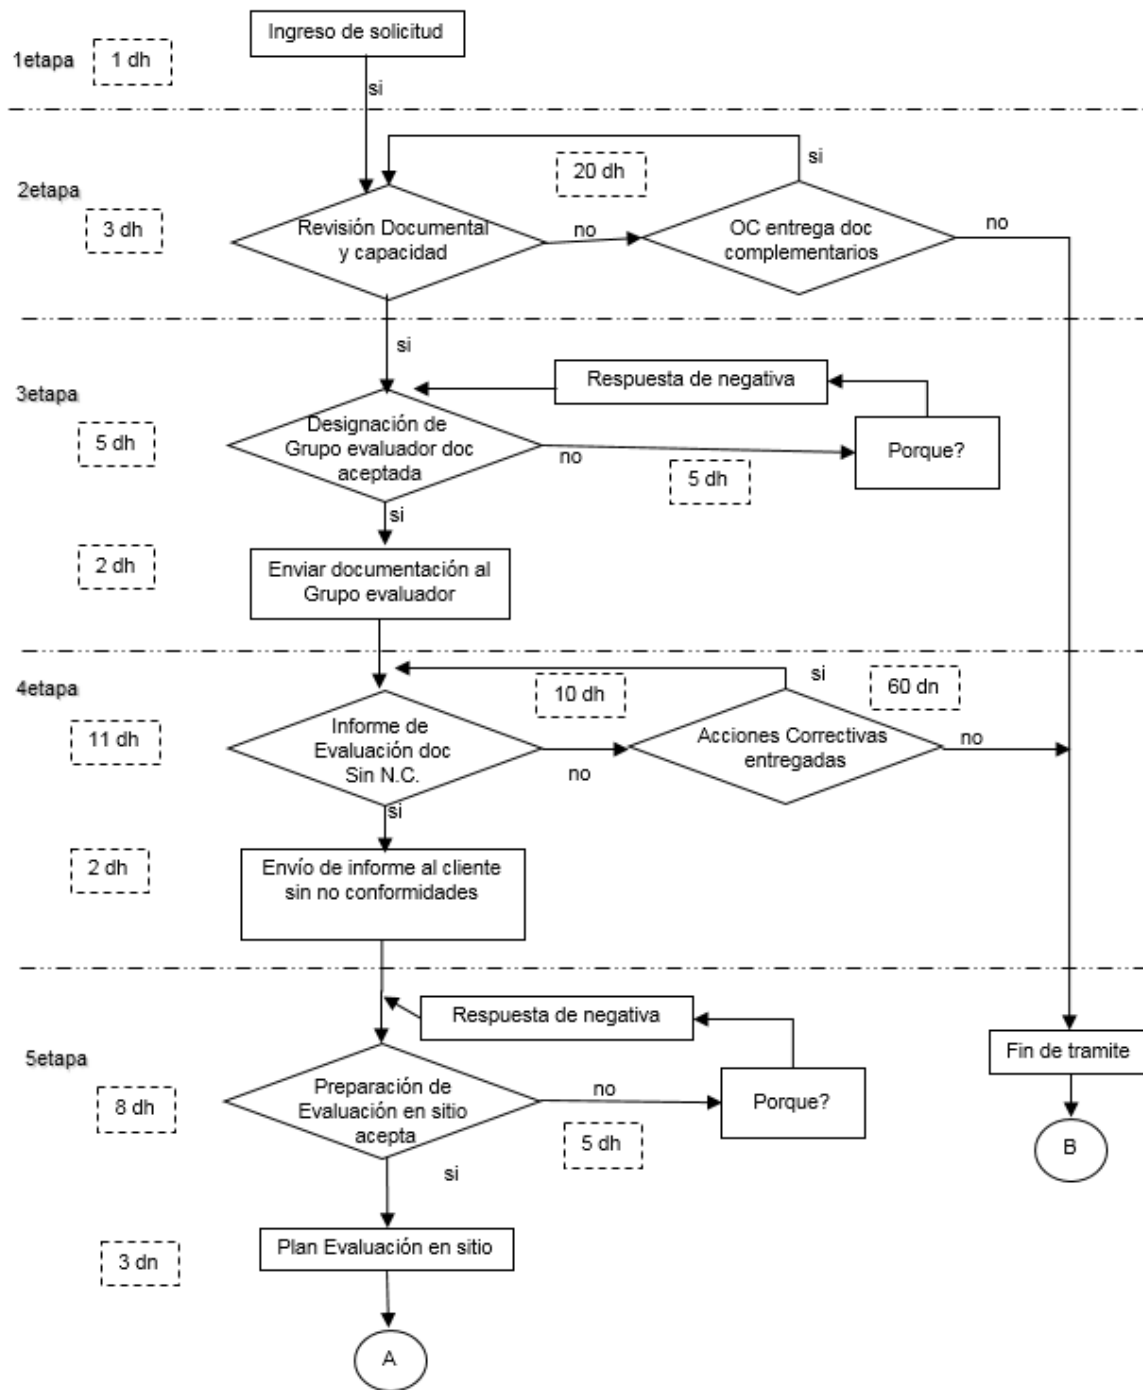 Ingreso de solicitud
1etapa
1 dh
si
2etapa
3 dh
20 dh
si
Revisión Documental
y capacidad
no
OC entrega doc
complementarios
no
si
3etapa
5 dh
Respuesta de negativa
Designación de
Grupo evaluador doc
aceptada
no
5 dh
Porque?
si
2 dh
Enviar documentación al
Grupo evaluador
4etapa
11 dh
10 dh
si
60 dn
Informe de
Evaluación doc
Sin N.C.
no
Acciones Correctivas
entregadas
no
si
2 dh
Envío de informe al cliente
sin no conformidades
5etapa
8 dh
Respuesta de negativa
Preparación de
Evaluación en sitio
acepta
no
5 dh
Porque?
Fin de tramite
B
si
3 dn
Plan Evaluación en sitio
A